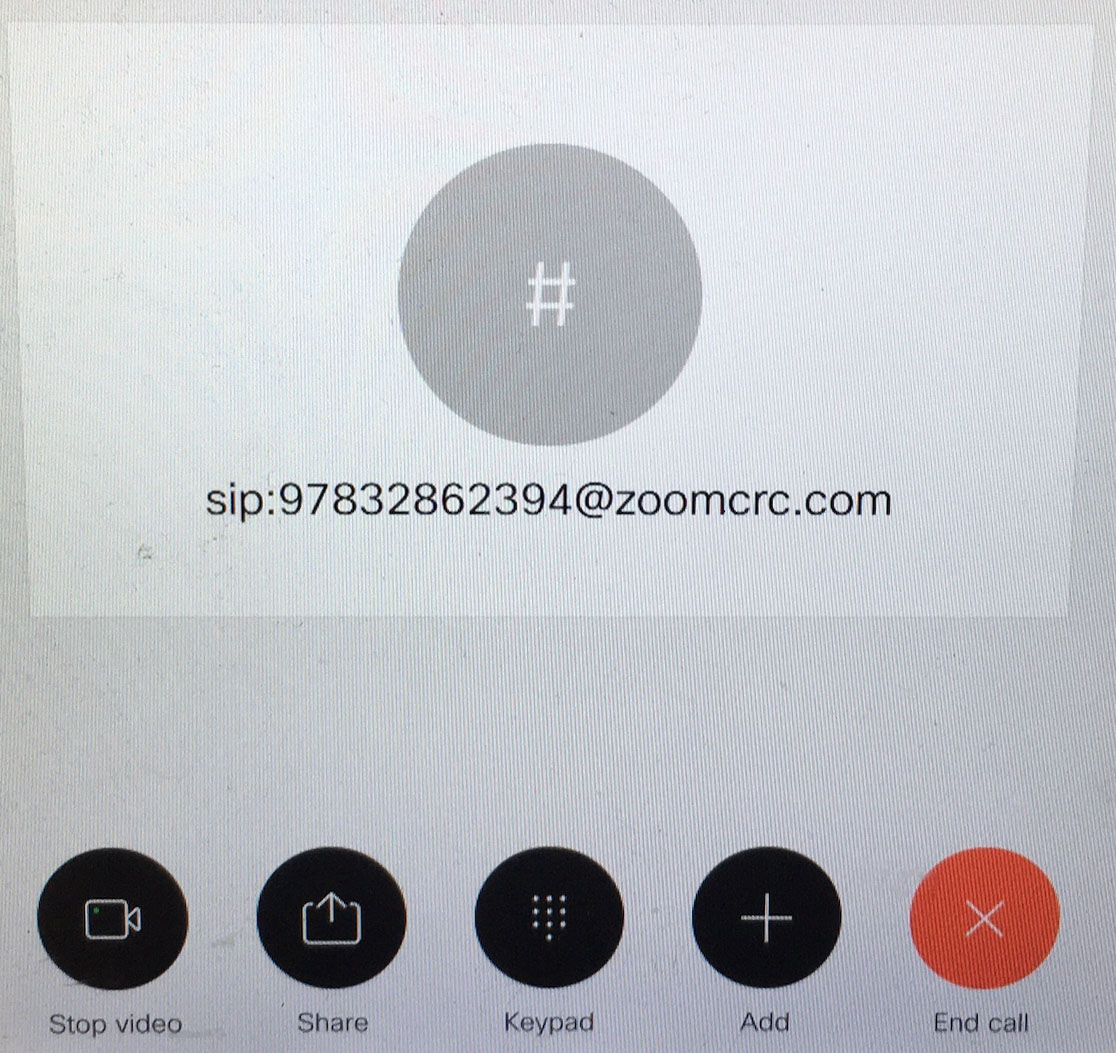 #
sip:97832862394@zoomcrc.com
Stop video
Share
Keypad
Add
End call